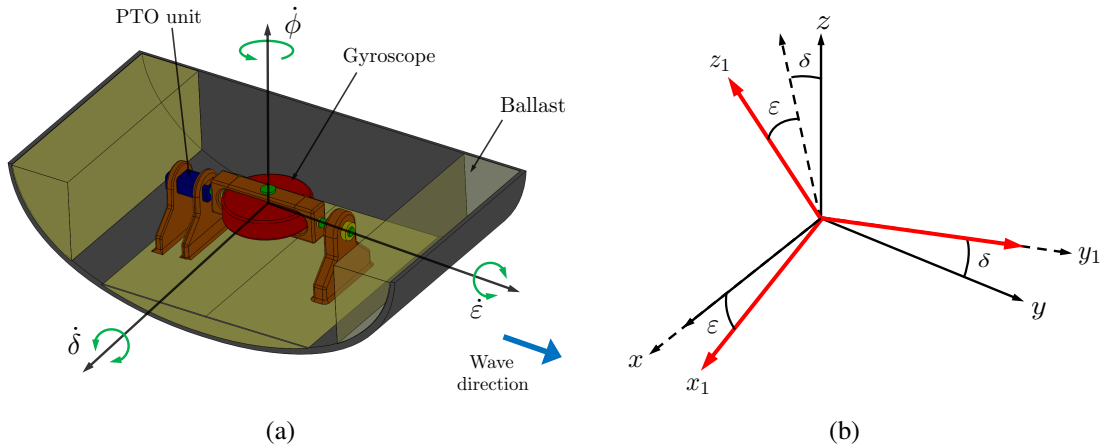 PTO unit
ϕ̇
Gyroscope
Ballast
δ̇
ε̇
Wave
direction
(a)
z
z₁
δ
ε
y₁
δ
y
ε
x
x₁
(b)